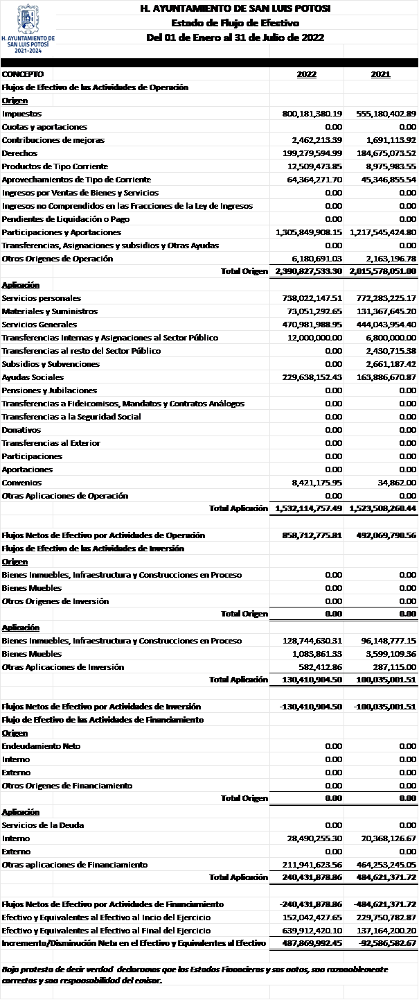 H. AYUNTAMIENTO DE SAN LUIS POTOSI
Estado de Flujo de Efectivo
Del 01 de Enero al 31 de Julio de 2022
H. AYUNTAMIENTO DE
SAN LUIS POTOSÍ
2021-2024
CONCEPTO 2022 2021
Flujos de Efectivo de las Actividades de Operación
Origen
Impuestos 800,181,380.19 555,180,402.89
Cuotas y aportaciones 0.00 0.00
Contribuciones de mejoras 2,462,213.39 1,691,113.92
Derechos 199,279,594.99 184,675,073.52
Productos de Tipo Corriente 12,509,473.85 8,975,983.55
Aprovechamientos de Tipo de Corriente 64,364,271.70 45,346,855.54
Ingresos por Ventas de Bienes y Servicios 0.00 0.00
Ingresos no Comprendidos en las Fracciones de la Ley de Ingresos 0.00 0.00
Pendientes de Liquidación o Pago 0.00 0.00
Participaciones y Aportaciones 1,305,849,908.15 1,217,545,424.80
Transferencias, Asignaciones y subsidios y Otras Ayudas 0.00 0.00
Otros Origenes de Operación 6,180,691.03 2,163,196.78
Total Origen 2,390,827,533.30 2,015,578,051.00
Aplicación
Servicios personales 738,022,147.51 772,283,225.17
Materiales y Suministros 73,051,292.65 131,367,645.20
Servicios Generales 470,981,988.95 444,043,954.40
Transferencias Internas y Asignaciones al Sector Público 12,000,000.00 6,800,000.00
Transferencias al resto del Sector Público 0.00 2,430,715.38
Subsidios y Subvenciones 0.00 2,661,187.42
Ayudas Sociales 229,638,152.43 163,886,670.87
Pensiones y Jubilaciones 0.00 0.00
Transferencias a Fideicomisos, Mandatos y Contratos Análogos 0.00 0.00
Transferencias a la Seguridad Social 0.00 0.00
Donativos 0.00 0.00
Transferencias al Exterior 0.00 0.00
Participaciones 0.00 0.00
Aportaciones 0.00 0.00
Convenios 8,421,175.95 34,862.00
Otras Aplicaciones de Operación 0.00 0.00
Total Aplicación 1,532,114,757.49 1,523,508,260.44
Flujos Netos de Efectivo por Actividades de Operación 858,712,775.81 492,069,790.56
Flujos de Efectivo de las Actividades de Inversión
Origen
Bienes Inmuebles, Infraestructura y Construcciones en Proceso 0.00 0.00
Bienes Muebles 0.00 0.00
Otros Origenes de Inversión 0.00 0.00
Total Origen 0.00 0.00
Aplicación
Bienes Inmuebles, Infraestructura y Construcciones en Proceso 128,744,630.31 96,148,777.15
Bienes Muebles 1,083,861.33 3,599,109.36
Otras Aplicaciones de Inversión 582,412.86 287,115.00
Total Aplicación 130,410,904.50 100,035,001.51
Flujos Netos de Efectivo por Actividades de Inversión -130,410,904.50 -100,035,001.51
Flujo de Efectivo de las Actividades de Financiamiento
Origen
Endeudamiento Neto 0.00 0.00
Interno 0.00 0.00
Externo 0.00 0.00
Otros Origenes de Financiamiento 0.00 0.00
Total Origen 0.00 0.00
Aplicación
Servicios de la Deuda 0.00 0.00
Interno 28,490,255.30 20,368,126.67
Externo 0.00 0.00
Otras aplicaciones de Financiamiento 211,941,623.56 464,253,245.05
Total Aplicación 240,431,878.86 484,621,371.72
Flujos Netos de Efectivo por Actividades de Financiamiento -240,431,878.86 -484,621,371.72
Efectivo y Equivalentes al Efectivo al Incio del Ejercicio 152,042,427.65 229,750,782.87
Efectivo y Equivalentes al Efectivo al Final del Ejercicio 639,912,420.10 137,164,200.20
Incremento/Disminución Neta en el Efectivo y Equivalentes al Efectivo 487,869,992.45 -92,586,582.67
Bajo protesta de decir verdad declaramos que los Estados Financieros y sus notas, son razonablemente
correctos y son responsabilidad del emisor.